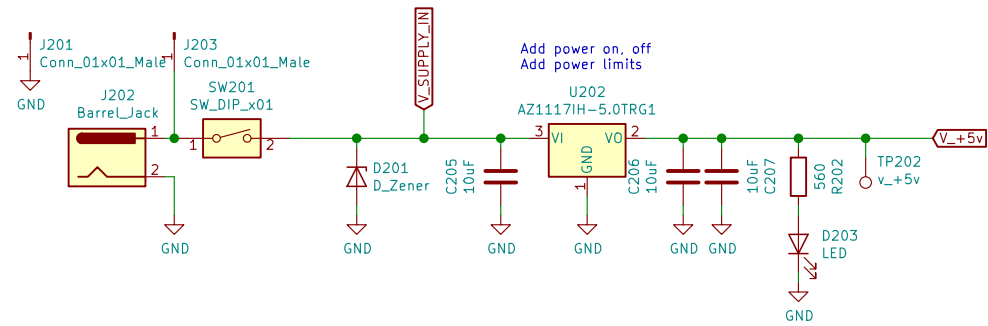 V_SUPPLY_IN
J201
Conn_01x01_Male
1
GND
J203
Conn_01x01_Male
1
Add power on, off
Add power limits
J202
Barrel_Jack
1
2
GND
SW201
SW_DIP_x01
1
2
D201
D_Zener
GND
C205
10uF
GND
U202
AZ1117IH-5.0TRG1
3
VI
VO
2
GND
1
GND
C206
10uF
GND
10uF
C207
GND
560
R202
D203
LED
GND
TP202
v_+5v
V_+5v